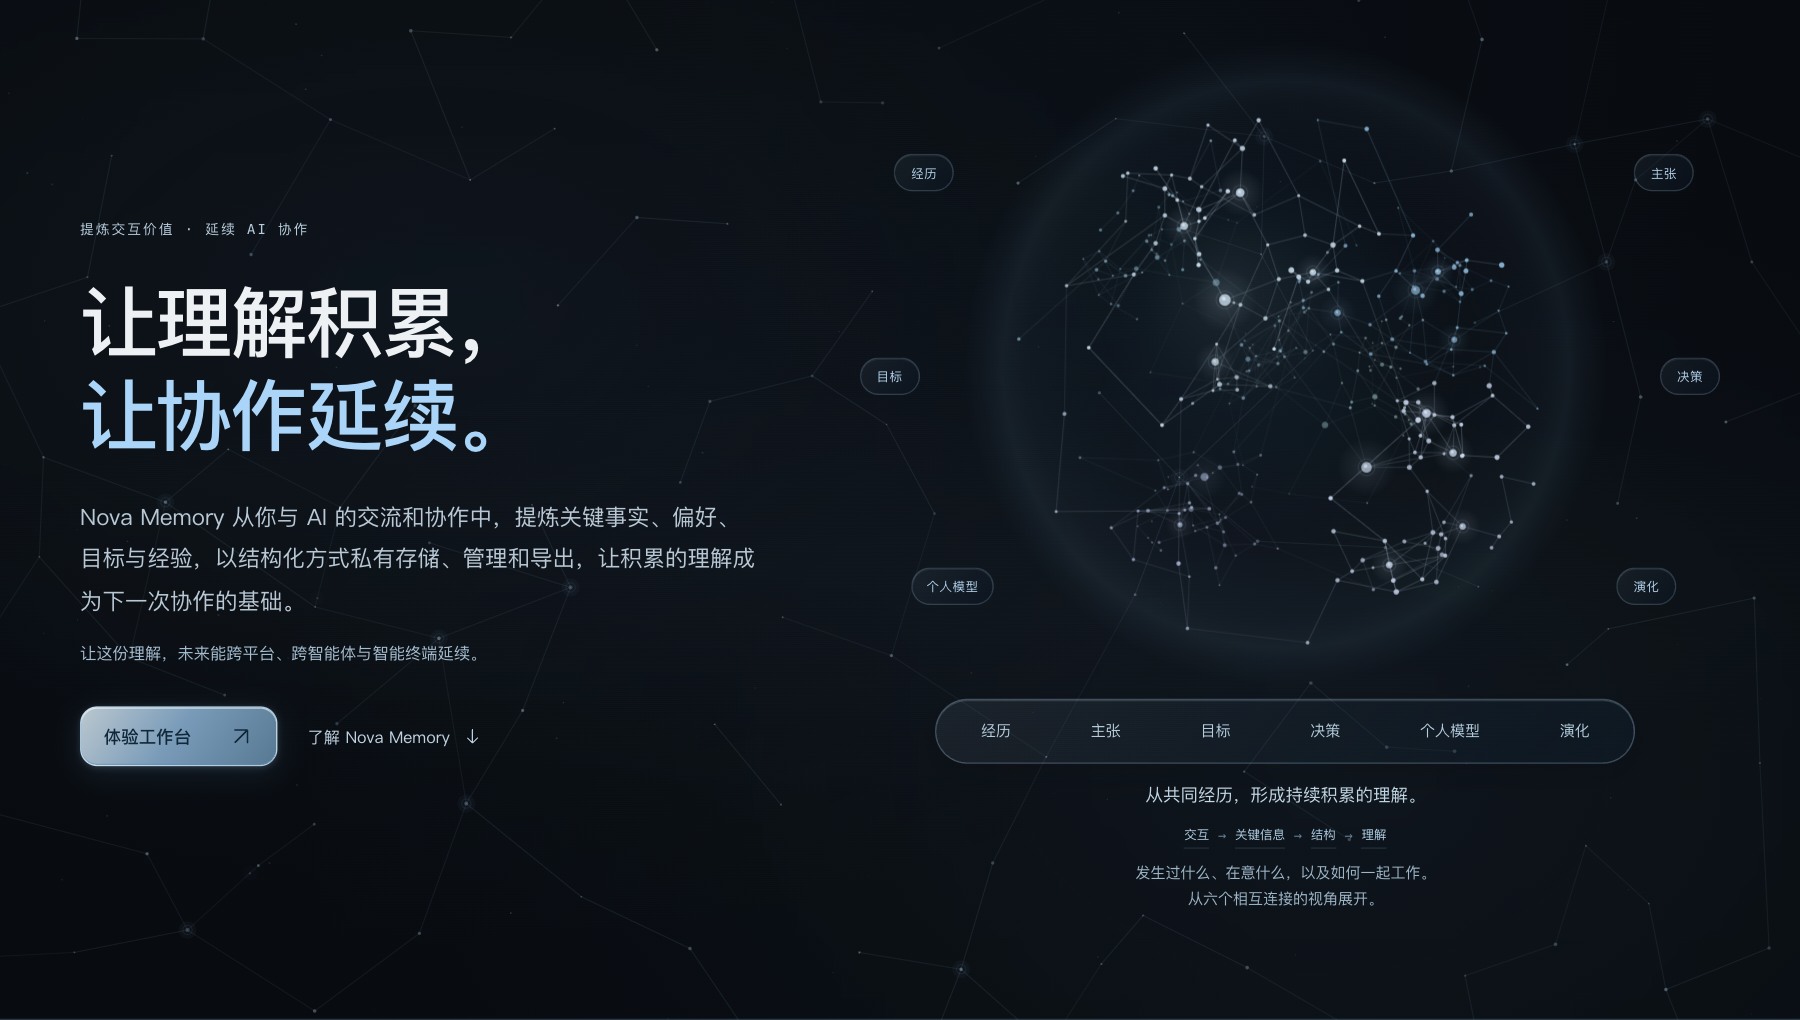 提炼交互价值 · 延续 AI 协作
让理解积累，
让协作延续。
Nova Memory 从你与 AI 的交流和协作中，提炼关键事实、偏好、
目标与经验，以结构化方式私有存储、管理和导出，让积累的理解成
为下一次协作的基础。
让这份理解，未来能跨平台、跨智能体与智能终端延续。
体验工作台 ↗
了解 Nova Memory ↓
经历
主张
目标
决策
个人模型
演化
经历 主张 目标 决策 个人模型 演化
从共同经历，形成持续积累的理解。
交互 → 关键信息 → 结构 → 理解
发生过什么、在意什么，以及如何一起工作。
从六个相互连接的视角展开。